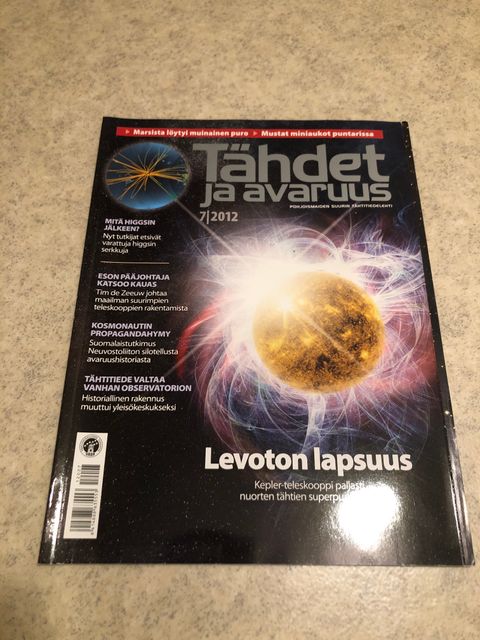 ▸ Marsista löytyi muinainen puro ▸ Mustat miniaukot puntarissa
Tähdet
ja avaruus
POHJOISMAIDEN SUURIN TÄHTITIEDELEHTI
7|2012
MITÄ HIGGSIN
JÄLKEEN?
Nyt tutkijat etsivät
varattuja higgsin
serkkuja
ESON PÄÄJOHTAJA
KATSOO KAUAS
Tim de Zeeuw johtaa
maailman suurimpien
teleskooppien rakentamista
KOSMONAUTIN
PROPAGANDAHYMY
Suomalaistutkimus
Neuvostoliiton silotellusta
avaruushistoriasta
TÄHTITIEDE VALTAA
VANHAN OBSERVATORION
Historiallinen rakennus
muuttui yleisökeskukseksi
Levoton lapsuus
Kepler-teleskooppi paljasti
nuorten tähtien